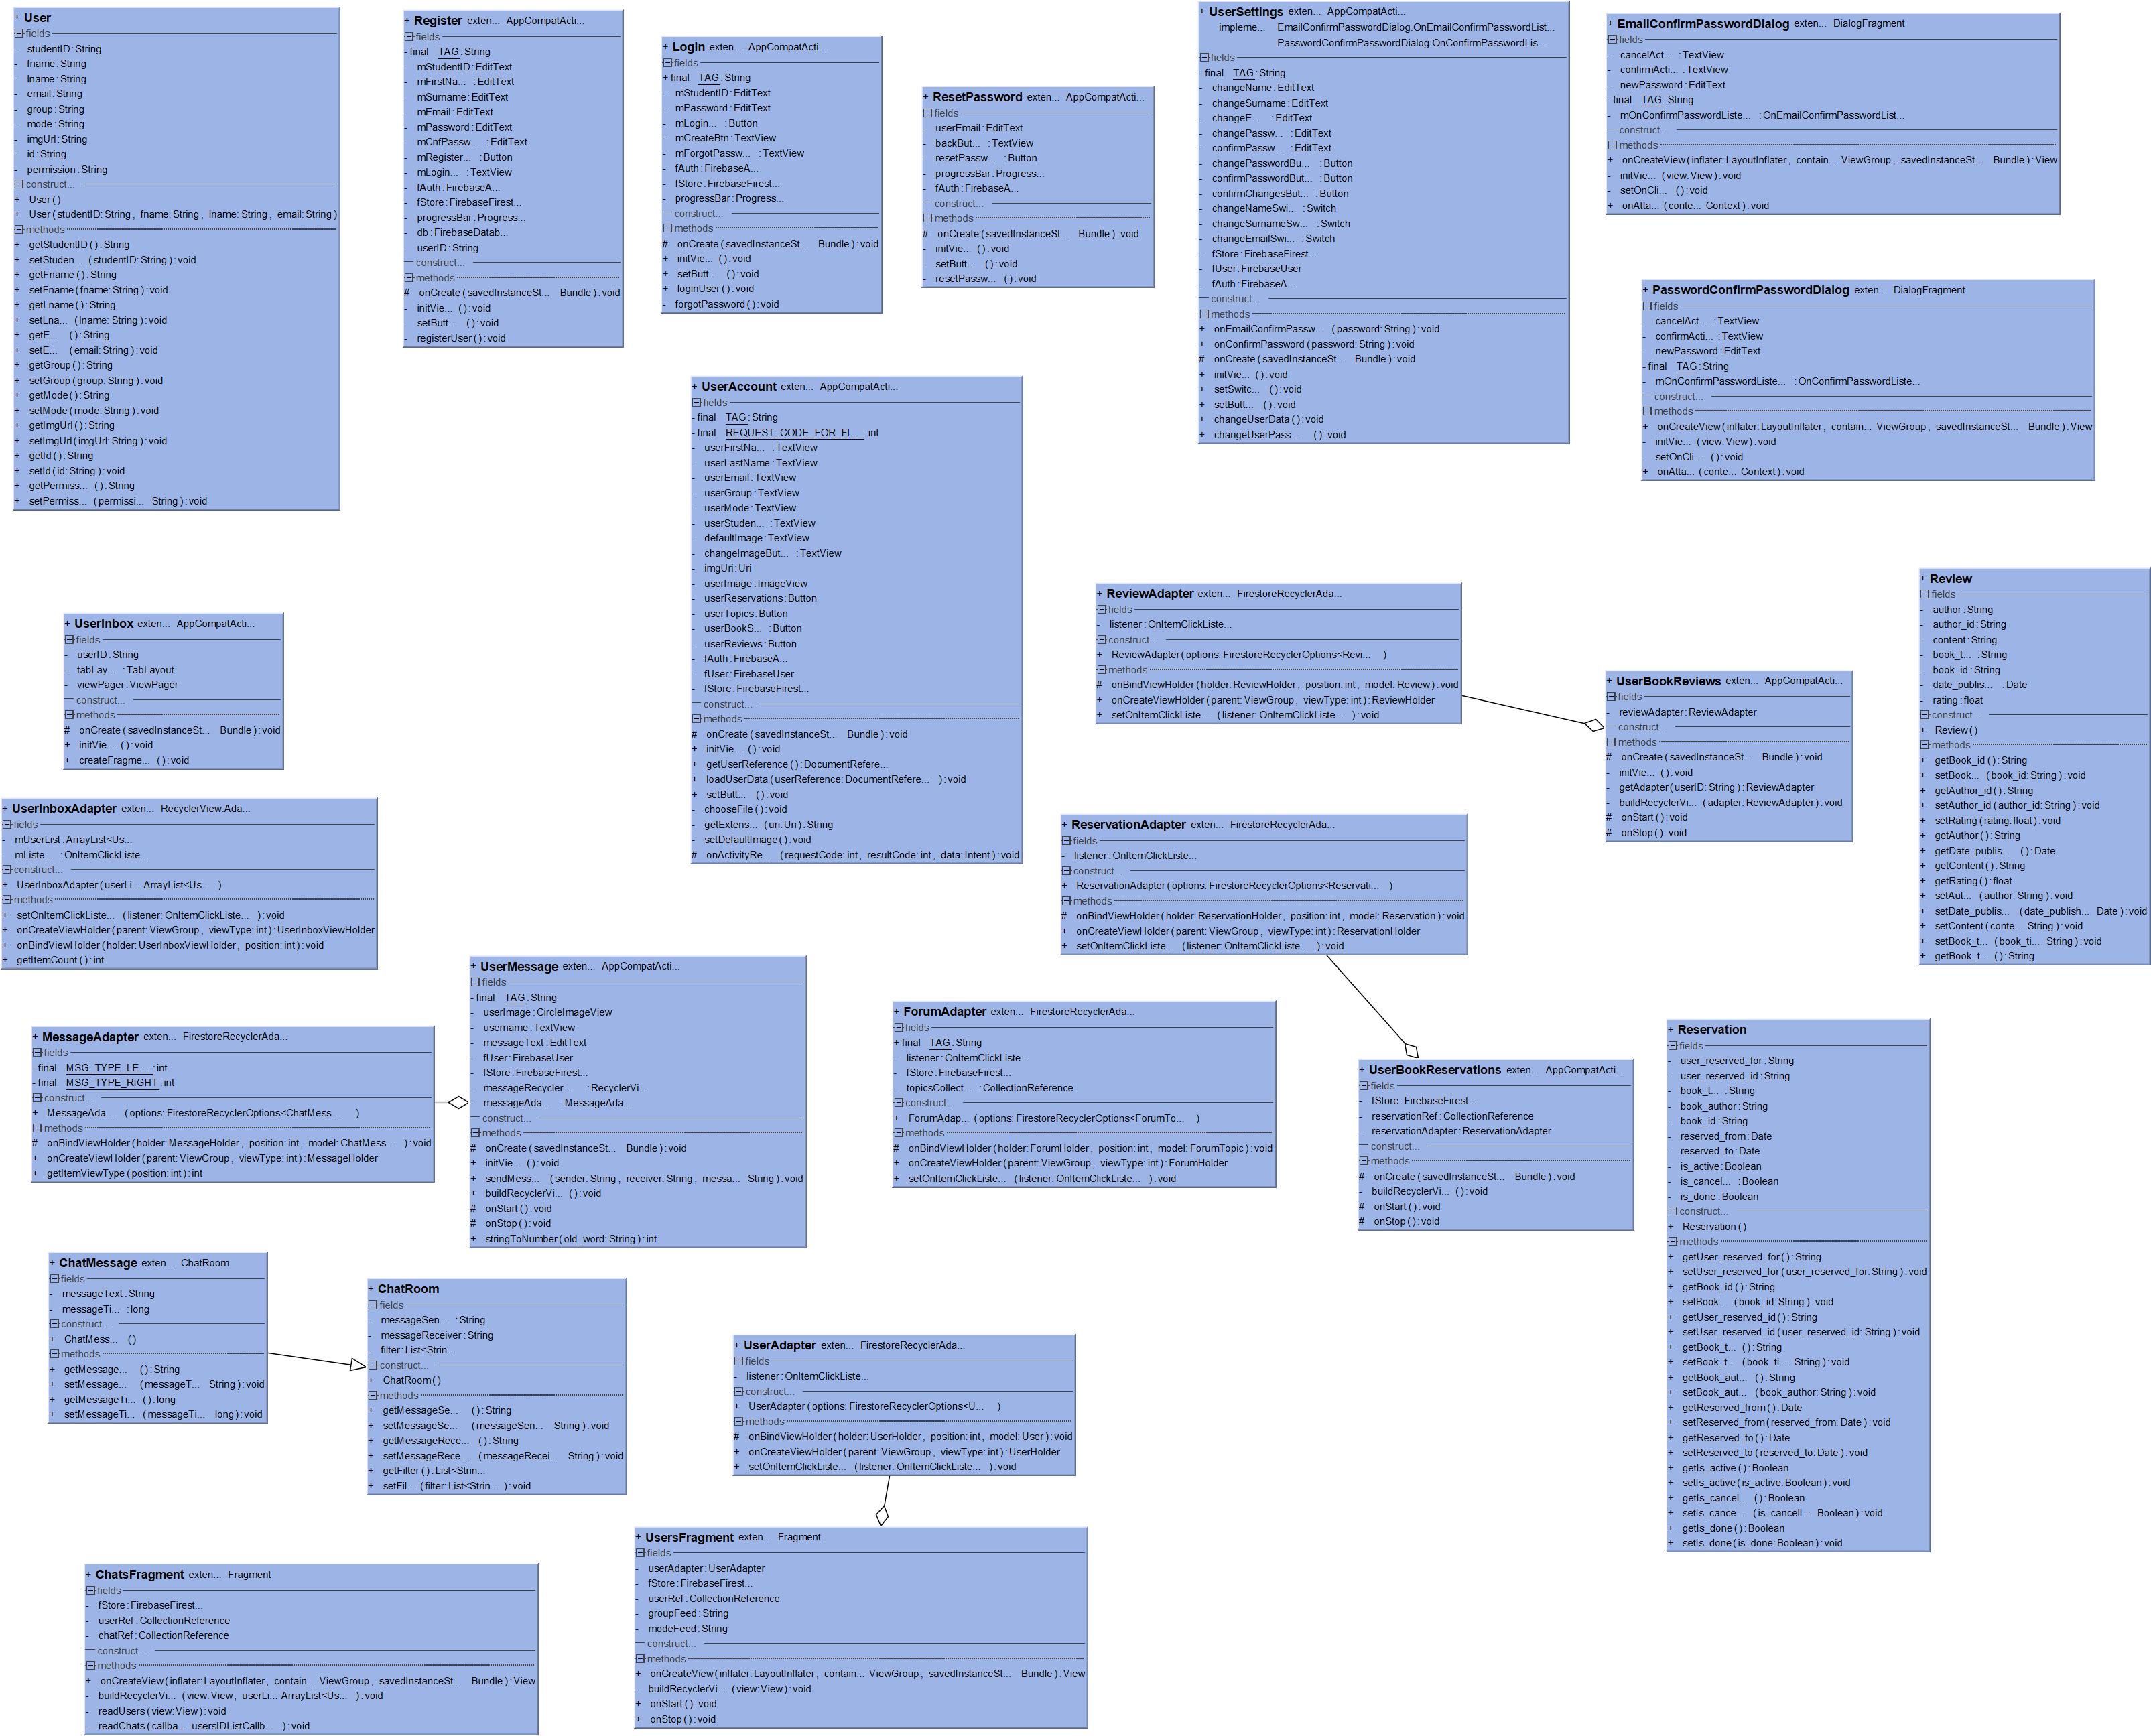 + User
fields
- studentID: String
- fname: String
- lname: String
- email: String
- group: String
- mode: String
- imgUrl: String
- id: String
- permission: String
construct...
+ User ()
+ User (studentID: String, fname: String, lname: String, email: String)
methods
+ getStudentID (): String
+ setStuden... (studentID: String): void
+ getFname (): String
+ setFname (fname: String): void
+ getLname (): String
+ setLna... (lname: String): void
+ getE... (): String
+ setE... (email: String): void
+ getGroup (): String
+ setGroup (group: String): void
+ getMode (): String
+ setMode (mode: String): void
+ getImgUrl (): String
+ setImgUrl (imgUrl: String): void
+ getId (): String
+ setId (id: String): void
+ getPermiss... (): String
+ setPermiss... (permissi... String): void
+ Register exten... AppCompatActi...
fields
- final TAG: String
- mStudentID: EditText
- mFirstNa... : EditText
- mSurname: EditText
- mEmail: EditText
- mPassword: EditText
- mCnfPassw... : EditText
- mRegister... : Button
- mLogin... : TextView
- fAuth: FirebaseA...
- fStore: FirebaseFirest...
- progressBar: Progress...
- db: FirebaseDatab...
- userID: String
construct...
methods
# onCreate (savedInstanceSt... Bundle): void
- initVie... (): void
- setButt... (): void
- registerUser (): void
+ Login exten... AppCompatActi...
fields
+ final TAG: String
- mStudentID: EditText
- mPassword: EditText
- mLogin... : Button
- mCreateBtn: TextView
- mForgotPassw... : TextView
- fAuth: FirebaseA...
- fStore: FirebaseFirest...
- progressBar: Progress...
construct...
methods
# onCreate (savedInstanceSt... Bundle): void
+ initVie... (): void
+ setButt... (): void
+ loginUser (): void
- forgotPassword (): void
+ ResetPassword exten... AppCompatActi...
fields
- userEmail: EditText
- backBut... : TextView
- resetPassw... : Button
- progressBar: Progress...
- fAuth: FirebaseA...
construct...
methods
# onCreate (savedInstanceSt... Bundle): void
- initVie... (): void
- setButt... (): void
- resetPassw... (): void
+ UserSettings exten... AppCompatActi...
impleme... EmailConfirmPasswordDialog.OnEmailConfirmPasswordList...
PasswordConfirmPasswordDialog.OnConfirmPasswordLis...
fields
- final TAG: String
- changeName: EditText
- changeSurname: EditText
- changeE... : EditText
- changePassw... : EditText
- confirmPassw... : EditText
- changePasswordBu... : Button
- confirmPasswordBut... : Button
- confirmChangesBut... : Button
- changeNameSwi... : Switch
- changeSurnameSw... : Switch
- changeEmailSwi... : Switch
- fStore: FirebaseFirest...
- fUser: FirebaseUser
- fAuth: FirebaseA...
construct...
methods
+ onEmailConfirmPassw... (password: String): void
+ onConfirmPassword (password: String): void
# onCreate (savedInstanceSt... Bundle): void
+ initVie... (): void
+ setSwitc... (): void
+ setButt... (): void
+ changeUserData (): void
+ changeUserPass... (): void
+ EmailConfirmPasswordDialog exten... DialogFragment
fields
- cancelAct... : TextView
- confirmActi... : TextView
- newPassword: EditText
- final TAG: String
- mOnConfirmPasswordListe... : OnEmailConfirmPasswordList...
construct...
methods
+ onCreateView (inflater: LayoutInflater, contain... ViewGroup, savedInstanceSt... Bundle): View
- initVie... (view: View): void
- setOnCli... (): void
+ onAtta... (conte... Context): void
+ PasswordConfirmPasswordDialog exten... DialogFragment
fields
- cancelAct... : TextView
- confirmActi... : TextView
- newPassword: EditText
- final TAG: String
- mOnConfirmPasswordListe... : OnConfirmPasswordListe...
construct...
methods
+ onCreateView (inflater: LayoutInflater, contain... ViewGroup, savedInstanceSt... Bundle): View
- initVie... (view: View): void
- setOnCli... (): void
+ onAtta... (conte... Context): void
+ UserAccount exten... AppCompatActi...
fields
- final TAG: String
- final REQUEST_CODE_FOR_FI... : int
- userFirstNa... : TextView
- userLastName: TextView
- userEmail: TextView
- userGroup: TextView
- userMode: TextView
- userStuden... : TextView
- defaultImage: TextView
- changeImageBut... : TextView
- imgUri: Uri
- userImage: ImageView
- userReservations: Button
- userTopics: Button
- userBookS... : Button
- userReviews: Button
- fAuth: FirebaseA...
- fUser: FirebaseUser
- fStore: FirebaseFirest...
construct...
methods
# onCreate (savedInstanceSt... Bundle): void
+ initVie... (): void
+ getUserReference (): DocumentRefere...
+ loadUserData (userReference: DocumentRefere... ): void
+ setButt... (): void
- chooseFile (): void
- getExtens... (uri: Uri): String
- setDefaultImage (): void
# onActivityRe... (requestCode: int, resultCode: int, data: Intent): void
+ UserInbox exten... AppCompatActi...
fields
- userID: String
- tabLay... : TabLayout
- viewPager: ViewPager
construct...
methods
# onCreate (savedInstanceSt... Bundle): void
+ initVie... (): void
+ createFragme... (): void
+ ReviewAdapter exten... FirestoreRecyclerAda...
fields
- listener: OnItemClickListe...
construct...
+ ReviewAdapter (options: FirestoreRecyclerOptions<Revi... )
methods
# onBindViewHolder (holder: ReviewHolder, position: int, model: Review): void
+ onCreateViewHolder (parent: ViewGroup, viewType: int): ReviewHolder
+ setOnItemClickListe... (listener: OnItemClickListe... ): void
+ UserBookReviews exten... AppCompatActi...
fields
- reviewAdapter: ReviewAdapter
construct...
methods
# onCreate (savedInstanceSt... Bundle): void
- initVie... (): void
- getAdapter (userID: String): ReviewAdapter
- buildRecyclerVi... (adapter: ReviewAdapter): void
# onStart (): void
# onStop (): void
+ Review
fields
- author: String
- author_id: String
- content: String
- book_t... : String
- book_id: String
- date_publis... : Date
- rating: float
construct...
+ Review ()
methods
+ getBook_id (): String
+ setBook... (book_id: String): void
+ getAuthor_id (): String
+ setAuthor_id (author_id: String): void
+ setRating (rating: float): void
+ getAuthor (): String
+ getDate_publis... (): Date
+ getContent (): String
+ getRating (): float
+ setAut... (author: String): void
+ setDate_publis... (date_publish... Date): void
+ setContent (conte... String): void
+ setBook_t... (book_ti... String): void
+ getBook_t... (): String
+ UserInboxAdapter exten... RecyclerView.Ada...
fields
- mUserList: ArrayList<Us...
- mListe... : OnItemClickListe...
construct...
+ UserInboxAdapter (userLi... ArrayList<Us... )
methods
+ setOnItemClickListe... (listener: OnItemClickListe... ): void
+ onCreateViewHolder (parent: ViewGroup, viewType: int): UserInboxViewHolder
+ onBindViewHolder (holder: UserInboxViewHolder, position: int): void
+ getItemCount (): int
+ ReservationAdapter exten... FirestoreRecyclerAda...
fields
- listener: OnItemClickListe...
construct...
+ ReservationAdapter (options: FirestoreRecyclerOptions<Reservati... )
methods
# onBindViewHolder (holder: ReservationHolder, position: int, model: Reservation): void
+ onCreateViewHolder (parent: ViewGroup, viewType: int): ReservationHolder
+ setOnItemClickListe... (listener: OnItemClickListe... ): void
+ UserMessage exten... AppCompatActi...
fields
- final TAG: String
- userImage: CircleImageView
- username: TextView
- messageText: EditText
- fUser: FirebaseUser
- fStore: FirebaseFirest...
- messageRecycler... : RecyclerVi...
- messageAda... : MessageAda...
construct...
methods
# onCreate (savedInstanceSt... Bundle): void
+ initVie... (): void
+ sendMess... (sender: String, receiver: String, messa... String): void
+ buildRecyclerVi... (): void
# onStart (): void
# onStop (): void
+ stringToNumber (old_word: String): int
+ MessageAdapter exten... FirestoreRecyclerAda...
fields
- final MSG_TYPE_LE... : int
- final MSG_TYPE_RIGHT: int
construct...
+ MessageAda... (options: FirestoreRecyclerOptions<ChatMess... )
methods
# onBindViewHolder (holder: MessageHolder, position: int, model: ChatMess... ): void
+ onCreateViewHolder (parent: ViewGroup, viewType: int): MessageHolder
+ getItemViewType (position: int): int
+ ForumAdapter exten... FirestoreRecyclerAda...
fields
+ final TAG: String
- listener: OnItemClickListe...
- fStore: FirebaseFirest...
- topicsCollect... : CollectionReference
construct...
+ ForumAdap... (options: FirestoreRecyclerOptions<ForumTo... )
methods
# onBindViewHolder (holder: ForumHolder, position: int, model: ForumTopic): void
+ onCreateViewHolder (parent: ViewGroup, viewType: int): ForumHolder
+ setOnItemClickListe... (listener: OnItemClickListe... ): void
+ UserBookReservations exten... AppCompatActi...
fields
- fStore: FirebaseFirest...
- reservationRef: CollectionReference
- reservationAdapter: ReservationAdapter
construct...
methods
# onCreate (savedInstanceSt... Bundle): void
- buildRecyclerVi... (): void
# onStart (): void
# onStop (): void
+ Reservation
fields
- user_reserved_for: String
- user_reserved_id: String
- book_t... : String
- book_author: String
- book_id: String
- reserved_from: Date
- reserved_to: Date
- is_active: Boolean
- is_cancel... : Boolean
- is_done: Boolean
construct...
+ Reservation ()
methods
+ getUser_reserved_for (): String
+ setUser_reserved_for (user_reserved_for: String): void
+ getBook_id (): String
+ setBook... (book_id: String): void
+ getUser_reserved_id (): String
+ setUser_reserved_id (user_reserved_id: String): void
+ getBook_t... (): String
+ setBook_t... (book_ti... String): void
+ getBook_aut... (): String
+ setBook_aut... (book_author: String): void
+ getReserved_from (): Date
+ setReserved_from (reserved_from: Date): void
+ getReserved_to (): Date
+ setReserved_to (reserved_to: Date): void
+ getIs_active (): Boolean
+ setIs_active (is_active: Boolean): void
+ getIs_cancel... (): Boolean
+ setIs_cance... (is_cancell... Boolean): void
+ getIs_done (): Boolean
+ setIs_done (is_done: Boolean): void
+ ChatMessage exten... ChatRoom
fields
- messageText: String
- messageTi... : long
construct...
+ ChatMess... ()
methods
+ getMessage... (): String
+ setMessage... (messageT... String): void
+ getMessageTi... (): long
+ setMessageTi... (messageTi... long): void
+ ChatRoom
fields
- messageSen... : String
- messageReceiver: String
- filter: List<Strin...
construct...
+ ChatRoom ()
methods
+ getMessageSe... (): String
+ setMessageSe... (messageSen... String): void
+ getMessageRece... (): String
+ setMessageRece... (messageRecei... String): void
+ getFilter (): List<Strin...
+ setFil... (filter: List<Strin... ): void
+ UserAdapter exten... FirestoreRecyclerAda...
fields
- listener: OnItemClickListe...
construct...
+ UserAdapter (options: FirestoreRecyclerOptions<U... )
methods
# onBindViewHolder (holder: UserHolder, position: int, model: User): void
+ onCreateViewHolder (parent: ViewGroup, viewType: int): UserHolder
+ setOnItemClickListe... (listener: OnItemClickListe... ): void
+ UsersFragment exten... Fragment
fields
- userAdapter: UserAdapter
- fStore: FirebaseFirest...
- userRef: CollectionReference
- groupFeed: String
- modeFeed: String
construct...
methods
+ onCreateView (inflater: LayoutInflater, contain... ViewGroup, savedInstanceSt... Bundle): View
- buildRecyclerVi... (view: View): void
+ onStart (): void
+ onStop (): void
+ ChatsFragment exten... Fragment
fields
- fStore: FirebaseFirest...
- userRef: CollectionReference
- chatRef: CollectionReference
construct...
methods
+ onCreateView (inflater: LayoutInflater, contain... ViewGroup, savedInstanceSt... Bundle): View
- buildRecyclerVi... (view: View, userLi... ArrayList<Us... ): void
- readUsers (view: View): void
- readChats (callba... usersIDListCallb... ): void